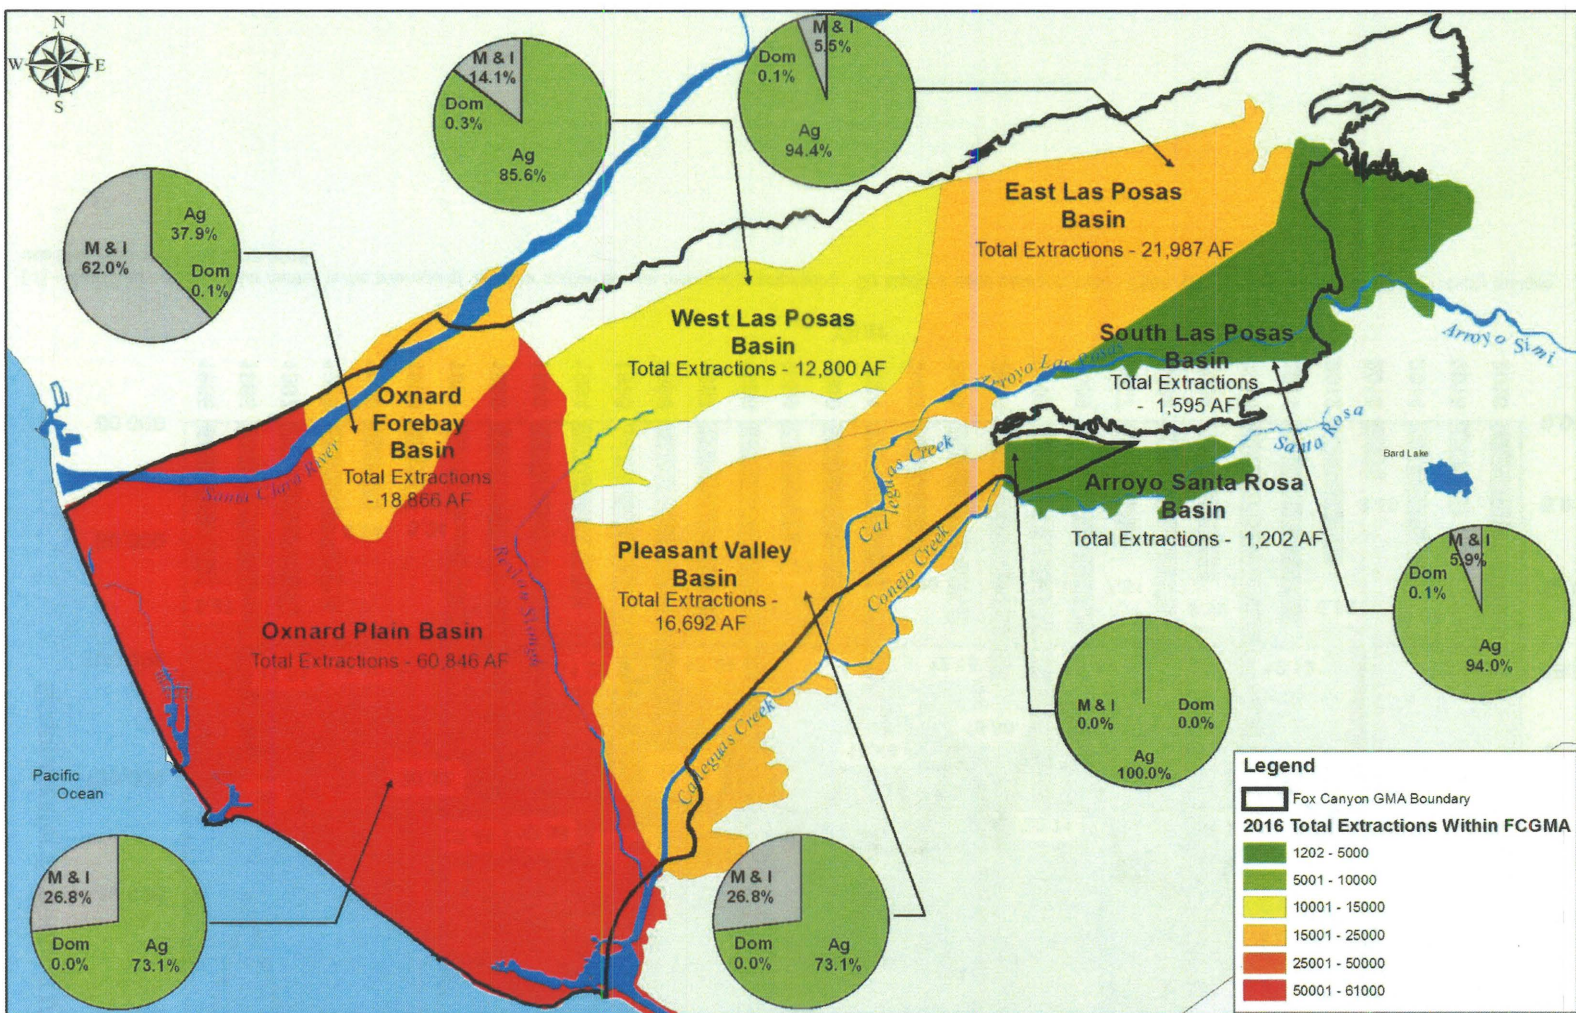 N
W E
S
M & I
14.1%
Dom
0.3%
Ag
85.6%
M & I
5.5%
Dom
0.1%
Ag
94.4%
M & I
62.0%
Ag
37.9%
Dom
0.1%
East Las Posas
Basin
Total Extractions - 21,987 AF
West Las Posas
Basin
Total Extractions - 12,800 AF
South Las Posas
Basin
Total Extractions
- 1,595 AF
Arroyo Simi
Arroyo Las Posas
Oxnard
Forebay
Basin
Total Extractions
- 18,866 AF
Santa Clara River
Calleguas Creek
Santa Rosa
Bard Lake
Arroyo Santa Rosa
Basin
Total Extractions - 1,202 AF
Pleasant Valley
Basin
Total Extractions -
16,692 AF
Conejo Creek
Revlon Slough
Oxnard Plain Basin
Total Extractions - 60,846 AF
Calleguas Creek
M & I
5.9%
Dom
0.1%
Ag
94.0%
M & I
0.0%
Dom
0.0%
Ag
100.0%
Pacific
Ocean
M & I
26.8%
Dom
0.0%
Ag
73.1%
M & I
26.8%
Dom
0.0%
Ag
73.1%
Legend
Fox Canyon GMA Boundary
2016 Total Extractions Within FCGMA
1202 - 5000
5001 - 10000
10001 - 15000
15001 - 25000
25001 - 50000
50001 - 61000